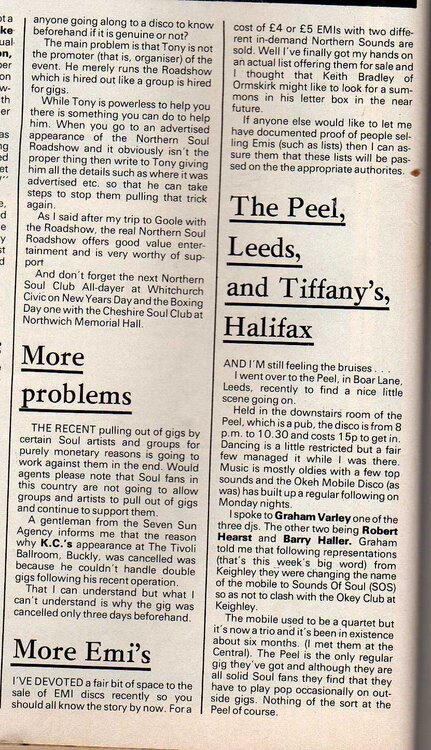 anyone going along to a disco to know
beforehand if it is genuine or not?
The main problem is that Tony is not
the promoter (that is, organiser) of the
event. He merely runs the Roadshow
which is hired out like a group is hired
for gigs.
While Tony is powerless to help you
there is something you can do to help
him. When you go to an advertised
appearance of the Northern Soul
Roadshow and it obviously isn't the
proper thing then write to Tony giving
him all the details such as where it was
advertised etc. so that he can take
steps to stop them pulling that trick
again.
As I said after my trip to Goole with
the Roadshow, the real Northern Soul
Roadshow offers good value enter-
tainment and is very worthy of sup-
port
And don't forget the next Northern
Soul Club All-dayer at Whitchurch
Civic on New Years Day and the Boxing
Day one with the Cheshire Soul Club at
Northwich Memorial Hall.
More
problems
THE RECENT pulling out of gigs by
certain Soul artists and groups for
purely monetary reasons is going to
work against them in the end. Would
agents please note that Soul fans in
this country are not going to allow
groups and artists to pull out of gigs
and continue to support them.
A gentleman from the Seven Sun
Agency informs me that the reason
why K.C.'s appearance at The Tivoli
Ballroom, Buckly, was cancelled was
because he couldn't handle double
gigs following his recent operation.
That I can understand but what I
can't understand is why the gig was
cancelled only three days beforehand.
More Emi's
I'VE DEVOTED a fair bit of space to the
sale of EMI discs recently so you
should all know the story by now. For a
cost of £4 or £5 EMIs with two diffe-
rent in-demand Northern Sounds are
sold. Well I've finally got my hands on
an actual list offering them for sale and
I thought that Keith Bradley of
Ormskirk might like to look for a sum-
mons in his letter box in the near
future.
If anyone else would like to let me
have documented proof of people sel-
ling Emis (such as lists) then I can as-
sure them that these lists will be pas-
sed on the the appropriate authorites.
The Peel,
Leeds,
and Tiffany's,
Halifax
AND I'M still feeling the bruises . . .
I went over to the Peel, in Boar Lane,
Leeds, recently to find a nice little
scene going on.
Held in the downstairs room of the
Peel, which is a pub, the disco is from 8
p.m. to 10.30 and costs 15p to get in.
Dancing is a little restricted but a fair
few managed it while I was there.
Music is mostly oldies with a few top
sounds and the Okeh Mobile Disco (as
was) has built up a regular following on
Monday nights.
I spoke to Graham Varley one of the
three djs. The other two being Robert
Hearst and Barry Haller. Graham
told me that following representations
(that's this week's big word) from
Keighley they were changing the name
of the mobile to Sounds Of Soul (SOS)
so as not to clash with the Okey Club at
Keighley.
The mobile used to be a quartet but
it's now a trio and it's been in existence
about six months. (I met them at the
Central). The Peel is the only regular
gig they've got and although they are
all solid Soul fans they find that they
have to play pop occasionally on out-
side gigs. Nothing of the sort at the
Peel of course.